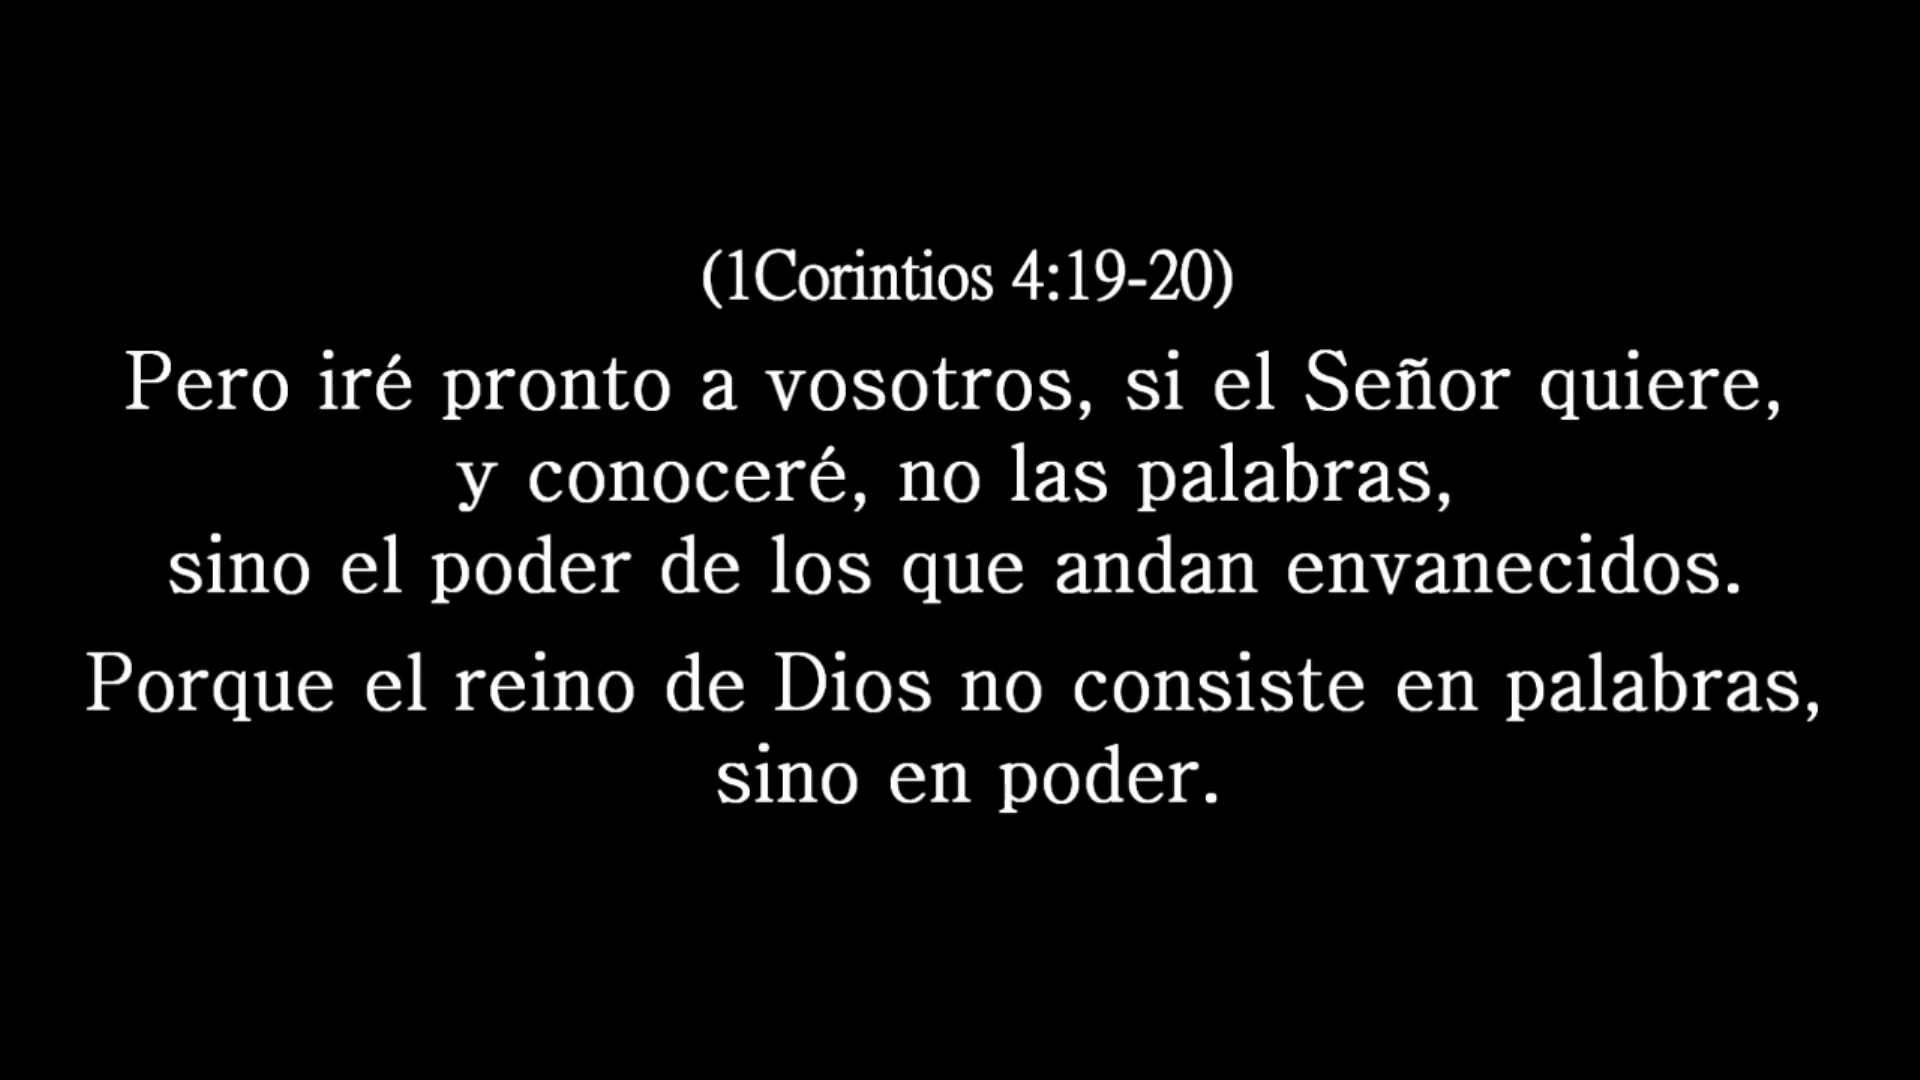 (1Corintios 4:19-20)
Pero iré pronto a vosotros, si el Señor quiere,
y conoceré, no las palabras,
sino el poder de los que andan envanecidos.
Porque el reino de Dios no consiste en palabras,
sino en poder.